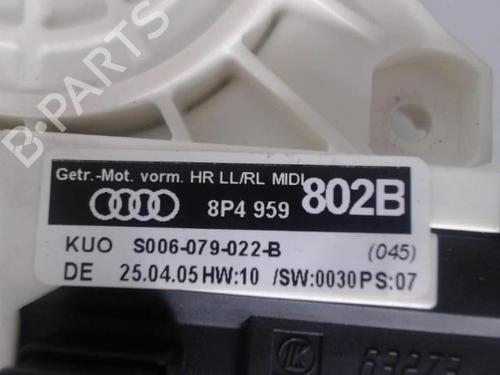 B-PARTS
Getr.-Mot. vorm. HR LL/RL MIDI
8P4 959 802B
KUO S006-079-022-B (045)
DE 25.04.05 HW:10 /SW:0030 PS:07
63273